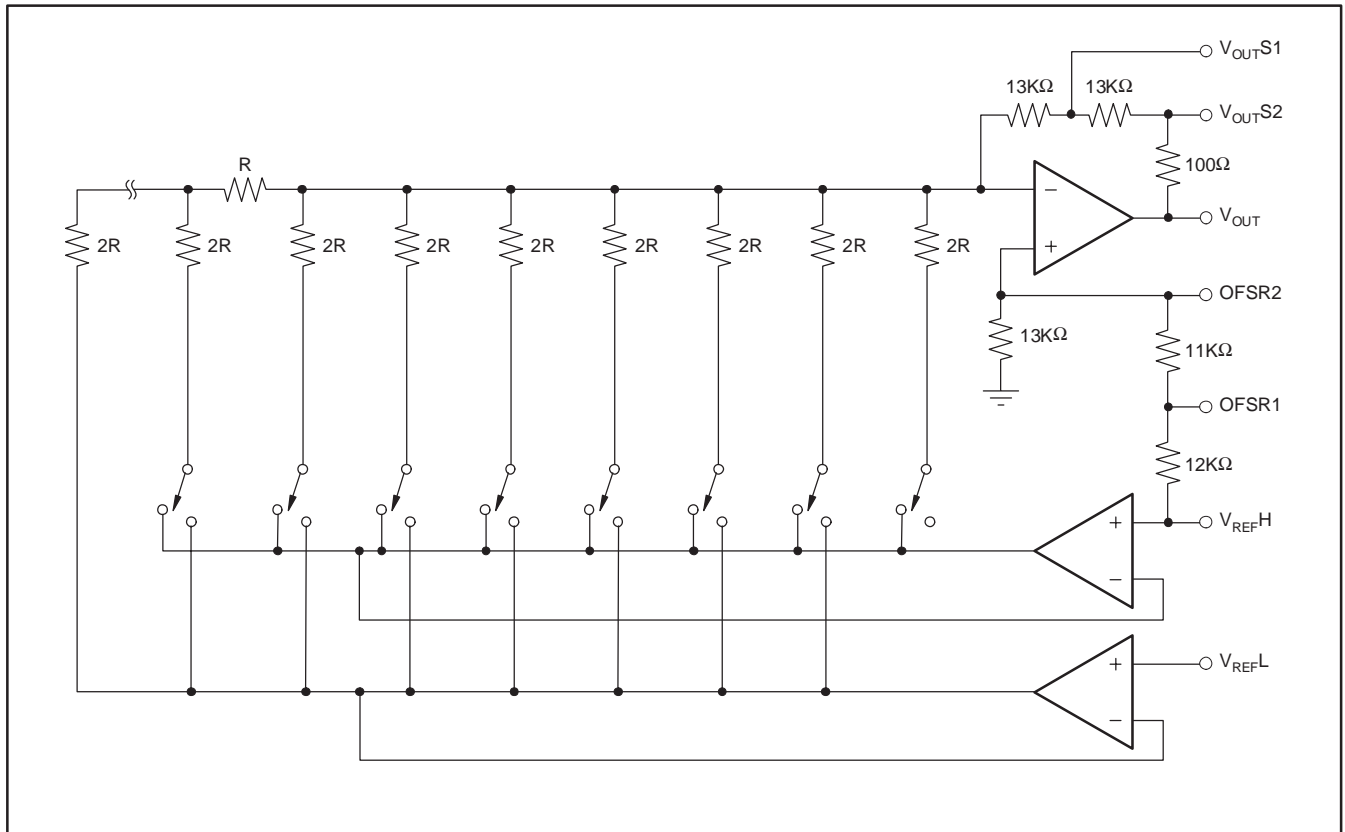 V_OUTS1
13KΩ 13KΩ
V_OUTS2
R
100Ω
V_OUT
2R 2R 2R 2R 2R 2R 2R 2R 2R
−
+
OFSR2
13KΩ
11KΩ
OFSR1
12KΩ
V_REFH
+
−
V_REFL
+
−